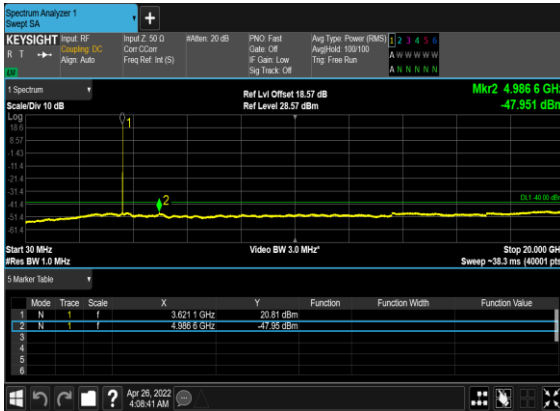 Spectrum Analyzer 1
Swept SA
+
KEYSIGHT Input: RF Input Z: 50 Ω #Atten: 20 dB PNO: Fast Avg Type: Power (RMS) 1 2 3 4 5 6
R T Coupling: DC Corr CCorr Gate: Off Avg|Hold: 100/100 A W W W W W
Align: Auto Freq Ref: Int (S) IF Gain: Low Trig: Free Run
Sig Track: Off A N N N N N
1 Spectrum Mkr2 4.986 6 GHz
Scale/Div 10 dB Ref Lvl Offset 18.57 dB -47.951 dBm
Ref Level 28.57 dBm
Log
18.6
8.57
-1.43
-11.4
-21.4
-31.4
-41.4
-51.4
-61.4
1
2
DL1 -40.00 dBm
Start 30 MHz Video BW 3.0 MHz* Stop 20.000 GHz
#Res BW 1.0 MHz Sweep ~38.3 ms (40001 pts)
5 Marker Table
Mode Trace Scale X Y Function Function Width Function Value
1 N 1 f 3.621 1 GHz 20.81 dBm
2 N 1 f 4.986 6 GHz -47.95 dBm
3
4
5
6
? Apr 26, 2022
4:08:41 AM